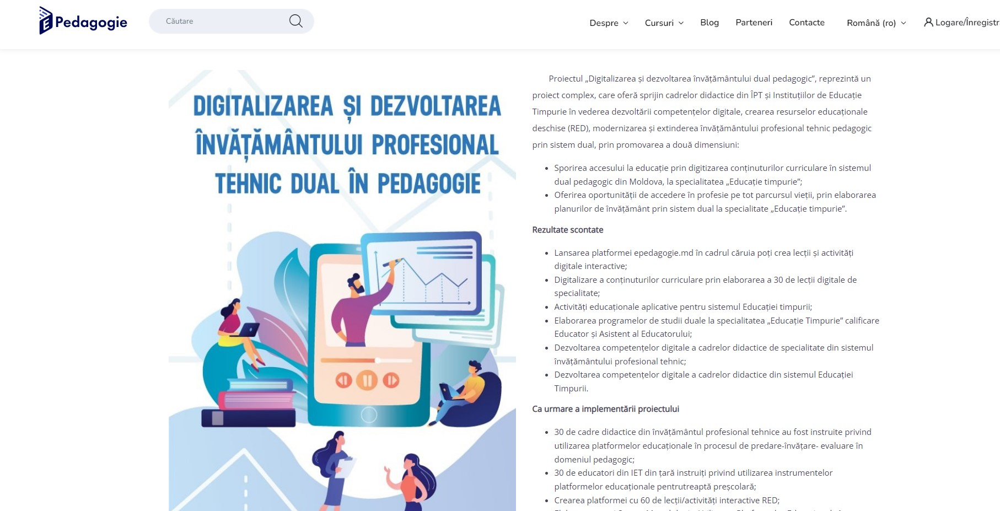 Pedagogie
Căutare
Despre
Cursuri
Blog
Parteneri
Contacte
Română (ro)
Logare/Înregistr
DIGITALIZAREA ȘI DEZVOLTAREA
ÎNVĂȚĂMÂNTULUI PROFESIONAL
TEHNIC DUAL ÎN PEDAGOGIE
Proiectul „Digitalizarea și dezvoltarea învățământului dual pedagogic”, reprezintă un
proiect complex, care oferă sprijin cadrelor didactice din ÎPT și Instituțiilor de Educație
Timpurie în vederea dezvoltării competențelor digitale, crearea resurselor educaționale
deschise (RED), modernizarea și extinderea învățământului profesional tehnic pedagogic
prin sistem dual, prin promovarea a două dimensiuni:
• Sporirea accesului la educație prin digitizarea conținuturilor curriculare în sistemul
dual pedagogic din Moldova, la specialitatea „Educație timpurie”;
• Oferirea oportunității de accedere în profesie pe tot parcursul vieții, prin elaborarea
planurilor de învățământ prin sistem dual la specialitate „Educație timpurie”.
Rezultate scontate
• Lansarea platformei epedagogie.md în cadrul căruia poți crea lecții și activități
digitale interactive;
• Digitalizare a conținuturilor curriculare prin elaborarea a 30 de lecții digitale de
specialitate;
• Activități educaționale aplicative pentru sistemul Educației timpurii;
• Elaborarea programelor de studii duale la specialitatea „Educație Timpurie” calificare
Educator și Asistent al Educatorului;
• Dezvoltarea competențelor digitale a cadrelor didactice de specialitate din sistemul
învățământului profesional tehnic;
• Dezvoltarea competențelor digitale a cadrelor didactice din sistemul Educației
Timpurii.
Ca urmare a implementării proiectului
• 30 de cadre didactice din învățământul profesional tehnice au fost instruite privind
utilizarea platformelor educaționale în procesul de predare-învățare- evaluare în
domeniul pedagogic;
• 30 de educatori din IET din țară instruiți privind utilizarea instrumentelor
platformelor educaționale pentrutreaptă preșcolară;
• Crearea platformei cu 60 de lecții/activități interactive RED;